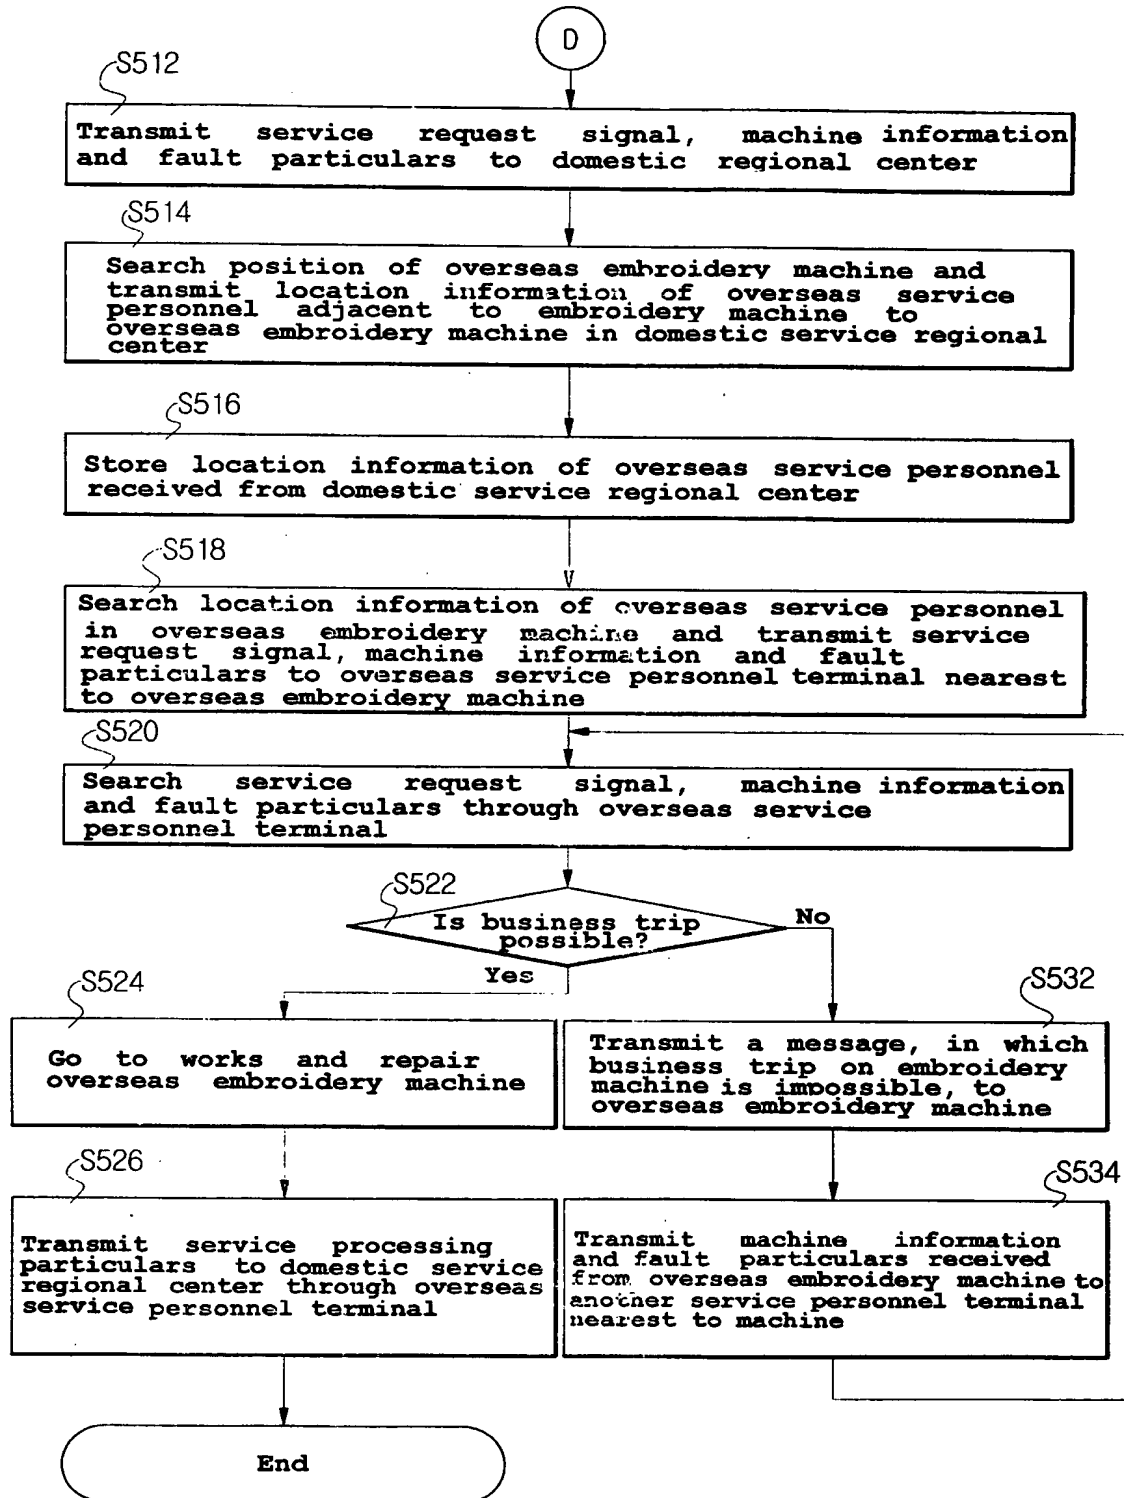 D
S512
Transmit service request signal, machine information
and fault particulars to domestic regional center
S514
Search position of overseas embroidery machine and
transmit location information of overseas service
personnel adjacent to embroidery machine to
overseas embroidery machine in domestic service regional
center
S516
Store location information of overseas service personnel
received from domestic service regional center
S518
Search location information of overseas service personnel
in overseas embroidery machine and transmit service
request signal, machine information and fault
particulars to overseas service personnel terminal nearest
to overseas embroidery machine
S520
Search service request signal, machine information
and fault particulars through overseas service
personnel terminal
S522
Is business trip
possible?
No
Yes
S524
Go to works and repair
overseas embroidery machine
S532
Transmit a message, in which
business trip on embroidery
machine is impossible, to
overseas embroidery machine
S526
Transmit service processing
particulars to domestic service
regional center through overseas
service personnel terminal
S534
Transmit machine information
and fault particulars received
from overseas embroidery machine to
another service personnel terminal
nearest to machine
End